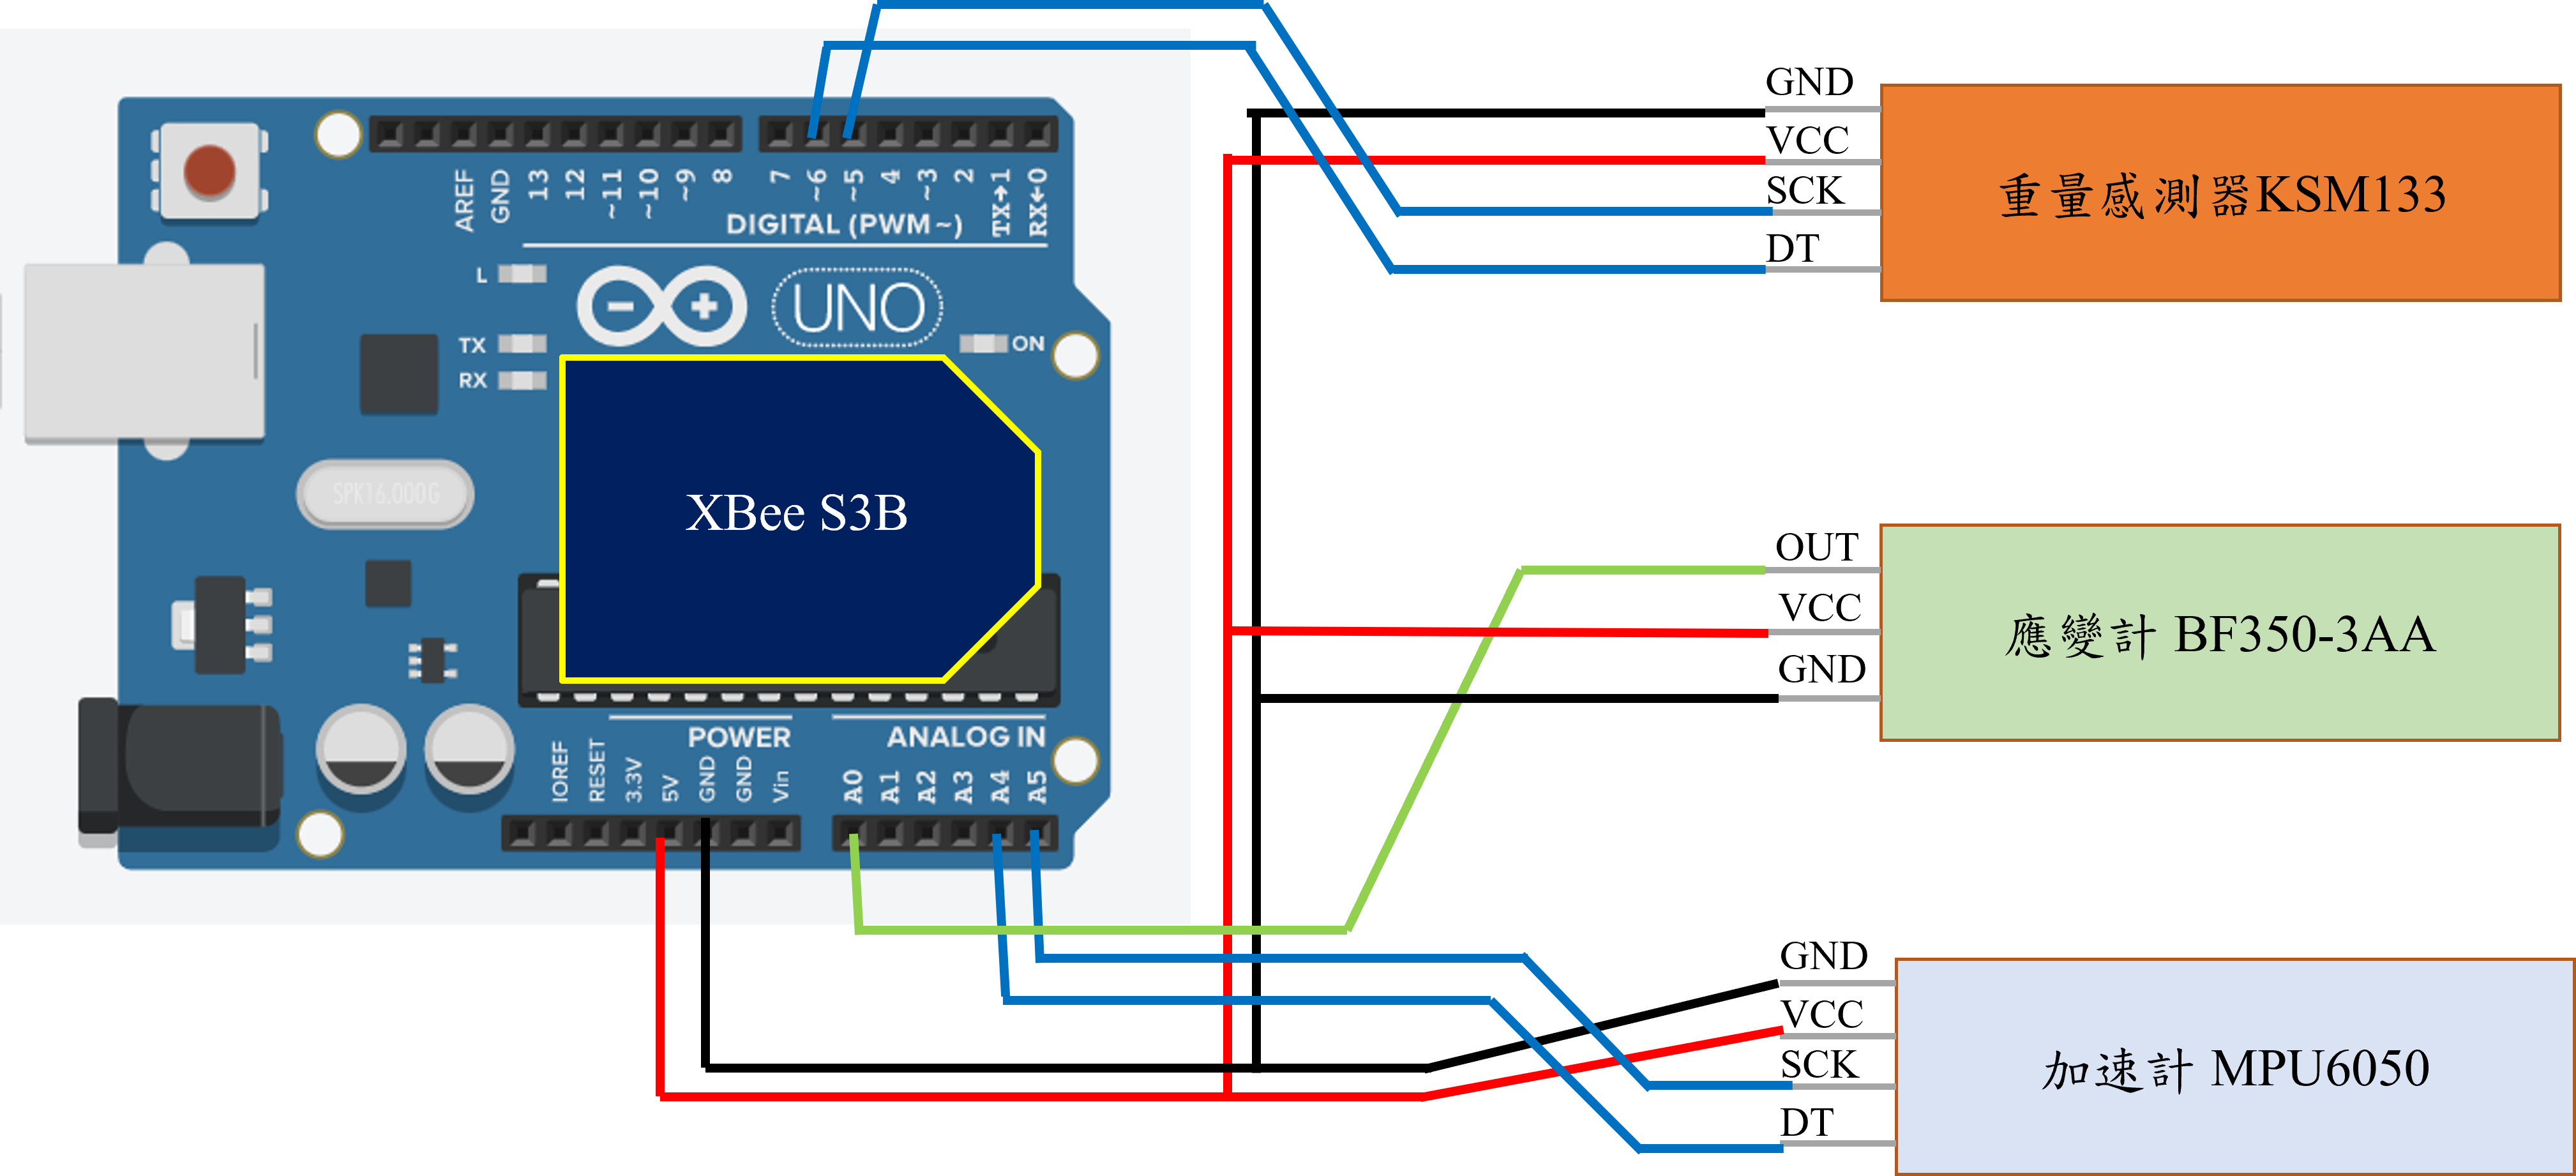 AREF
GND
13
12
~11
~10
~9
8
7
~6
~5
4
~3
2
TX→1
RX←0
DIGITAL (PWM~)
L
TX
RX
UNO
ON
SPK16.000G
XBee S3B
POWER
ANALOG IN
IOREF
RESET
3.3V
5V
GND
GND
Vin
A0
A1
A2
A3
A4
A5
GND
VCC
SCK
DT
重量感測器KSM133
OUT
VCC
GND
應變計 BF350-3AA
GND
VCC
SCK
DT
加速計 MPU6050